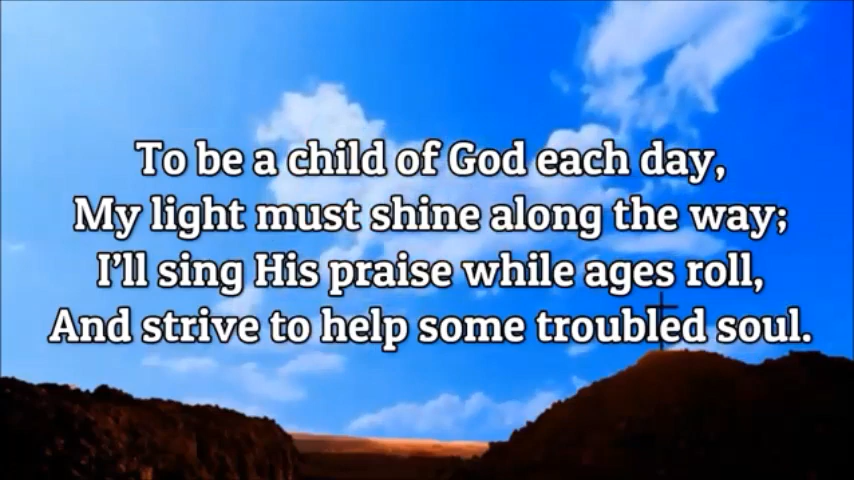 To be a child of God each day,
My light must shine along the way;
I’ll sing His praise while ages roll,
And strive to help some troubled soul.